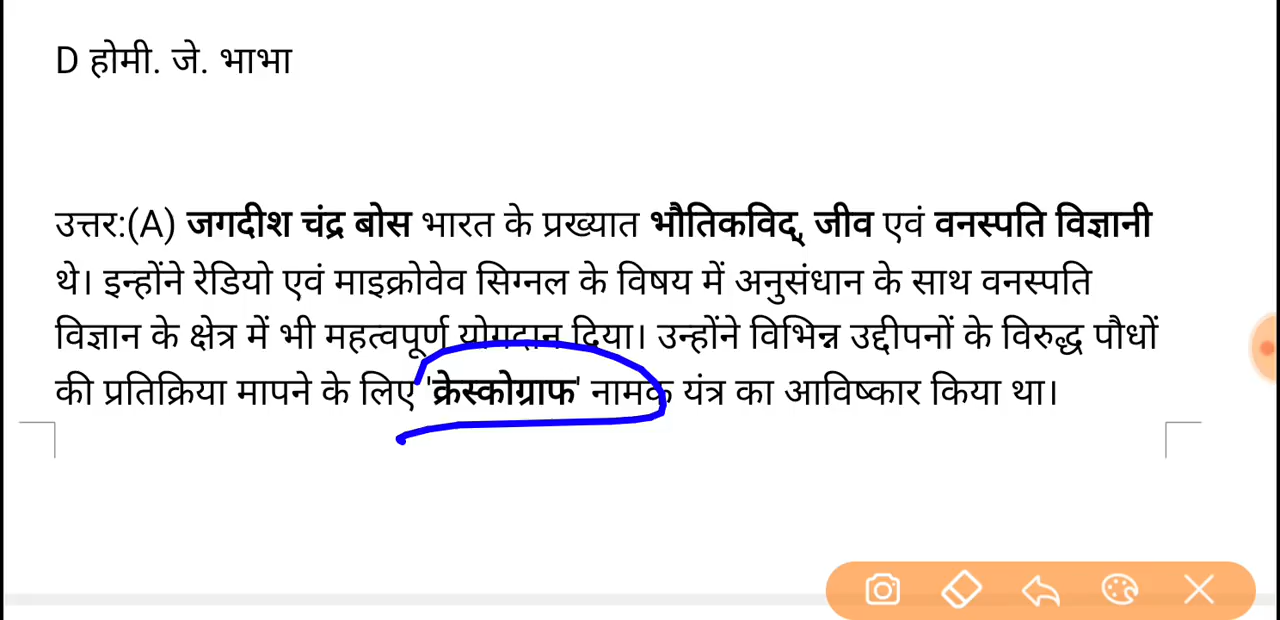 D होमी. जे. भाभा
उत्तर:(A) जगदीश चंद्र बोस भारत के प्रख्यात भौतिकविद्, जीव एवं वनस्पति विज्ञानी
थे। इन्होंने रेडियो एवं माइक्रोवेव सिग्नल के विषय में अनुसंधान के साथ वनस्पति
विज्ञान के क्षेत्र में भी महत्वपूर्ण योगदान दिया। उन्होंने विभिन्न उद्दीपनों के विरुद्ध पौधों
की प्रतिक्रिया मापने के लिए 'क्रेस्कोग्राफ' नामक यंत्र का आविष्कार किया था।